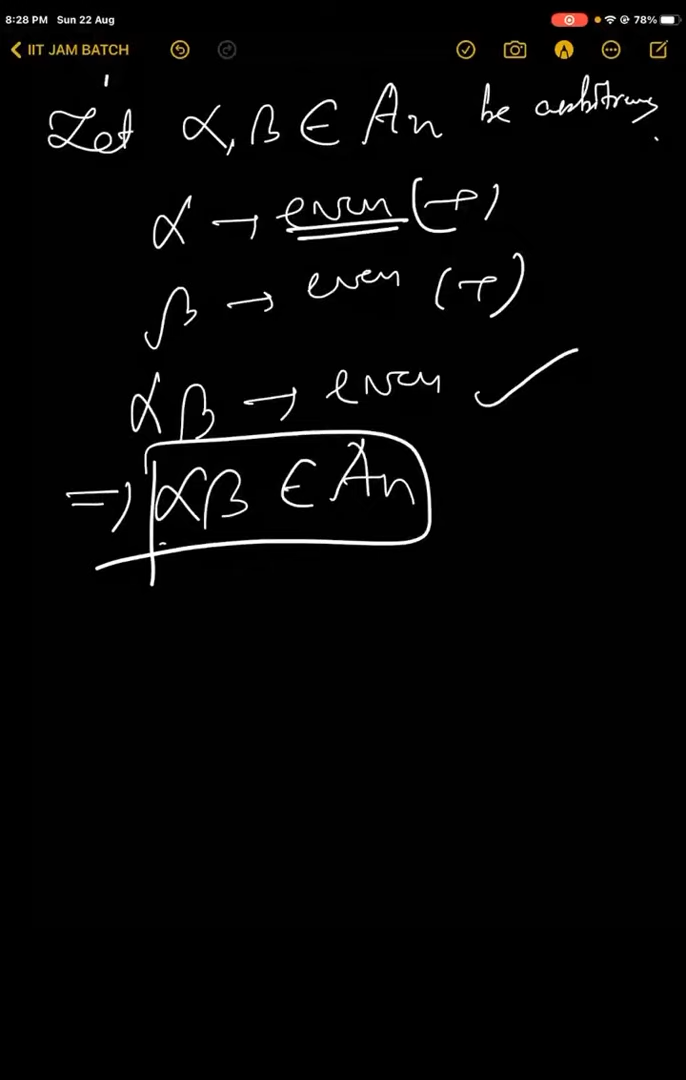 8:28 PM Sun 22 Aug 78%
IIT JAM BATCH
Let α, β ∈ An be arbitrary.
α → even (+)
β → even (+)
αβ → even ✓
⇒ αβ ∈ An